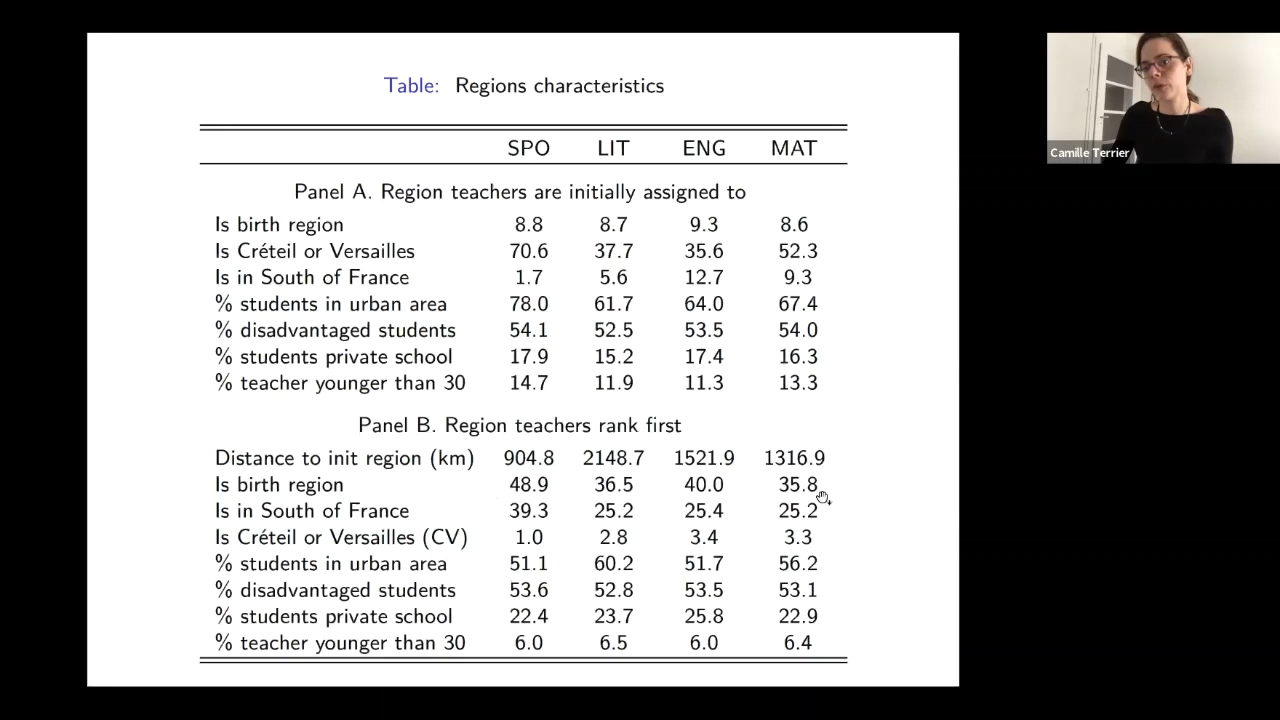 Table: Regions characteristics
SPO LIT ENG MAT
Panel A. Region teachers are initially assigned to
Is birth region 8.8 8.7 9.3 8.6
Is Créteil or Versailles 70.6 37.7 35.6 52.3
Is in South of France 1.7 5.6 12.7 9.3
% students in urban area 78.0 61.7 64.0 67.4
% disadvantaged students 54.1 52.5 53.5 54.0
% students private school 17.9 15.2 17.4 16.3
% teacher younger than 30 14.7 11.9 11.3 13.3
Panel B. Region teachers rank first
Distance to init region (km) 904.8 2148.7 1521.9 1316.9
Is birth region 48.9 36.5 40.0 35.8
Is in South of France 39.3 25.2 25.4 25.2
Is Créteil or Versailles (CV) 1.0 2.8 3.4 3.3
% students in urban area 51.1 60.2 51.7 56.2
% disadvantaged students 53.6 52.8 53.5 53.1
% students private school 22.4 23.7 25.8 22.9
% teacher younger than 30 6.0 6.5 6.0 6.4
Camille Terrier